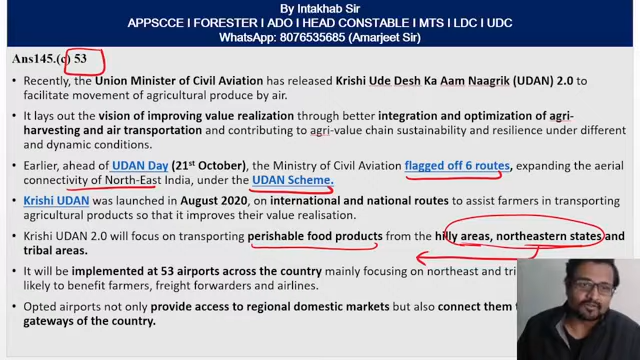 By Intakhab Sir
APPSCCE I FORESTER I ADO I HEAD CONSTABLE I MTS I LDC I UDC
WhatsApp: 8076535685 (Amarjeet Sir)
Ans145.(c) 53
• Recently, the Union Minister of Civil Aviation has released Krishi Ude Desh Ka Aam Naagrik (UDAN) 2.0 to
facilitate movement of agricultural produce by air.
• It lays out the vision of improving value realization through better integration and optimization of agri-
harvesting and air transportation and contributing to agri-value chain sustainability and resilience under different
and dynamic conditions.
• Earlier, ahead of UDAN Day (21st October), the Ministry of Civil Aviation flagged off 6 routes, expanding the aerial
connectivity of North-East India, under the UDAN Scheme.
• Krishi UDAN was launched in August 2020, on international and national routes to assist farmers in transporting
agricultural products so that it improves their value realisation.
• Krishi UDAN 2.0 will focus on transporting perishable food products from the hilly areas, northeastern states and
tribal areas.
• It will be implemented at 53 airports across the country mainly focusing on northeast and
likely to benefit farmers, freight forwarders and airlines.
• Opted airports not only provide access to regional domestic markets but also connect them
gateways of the country.